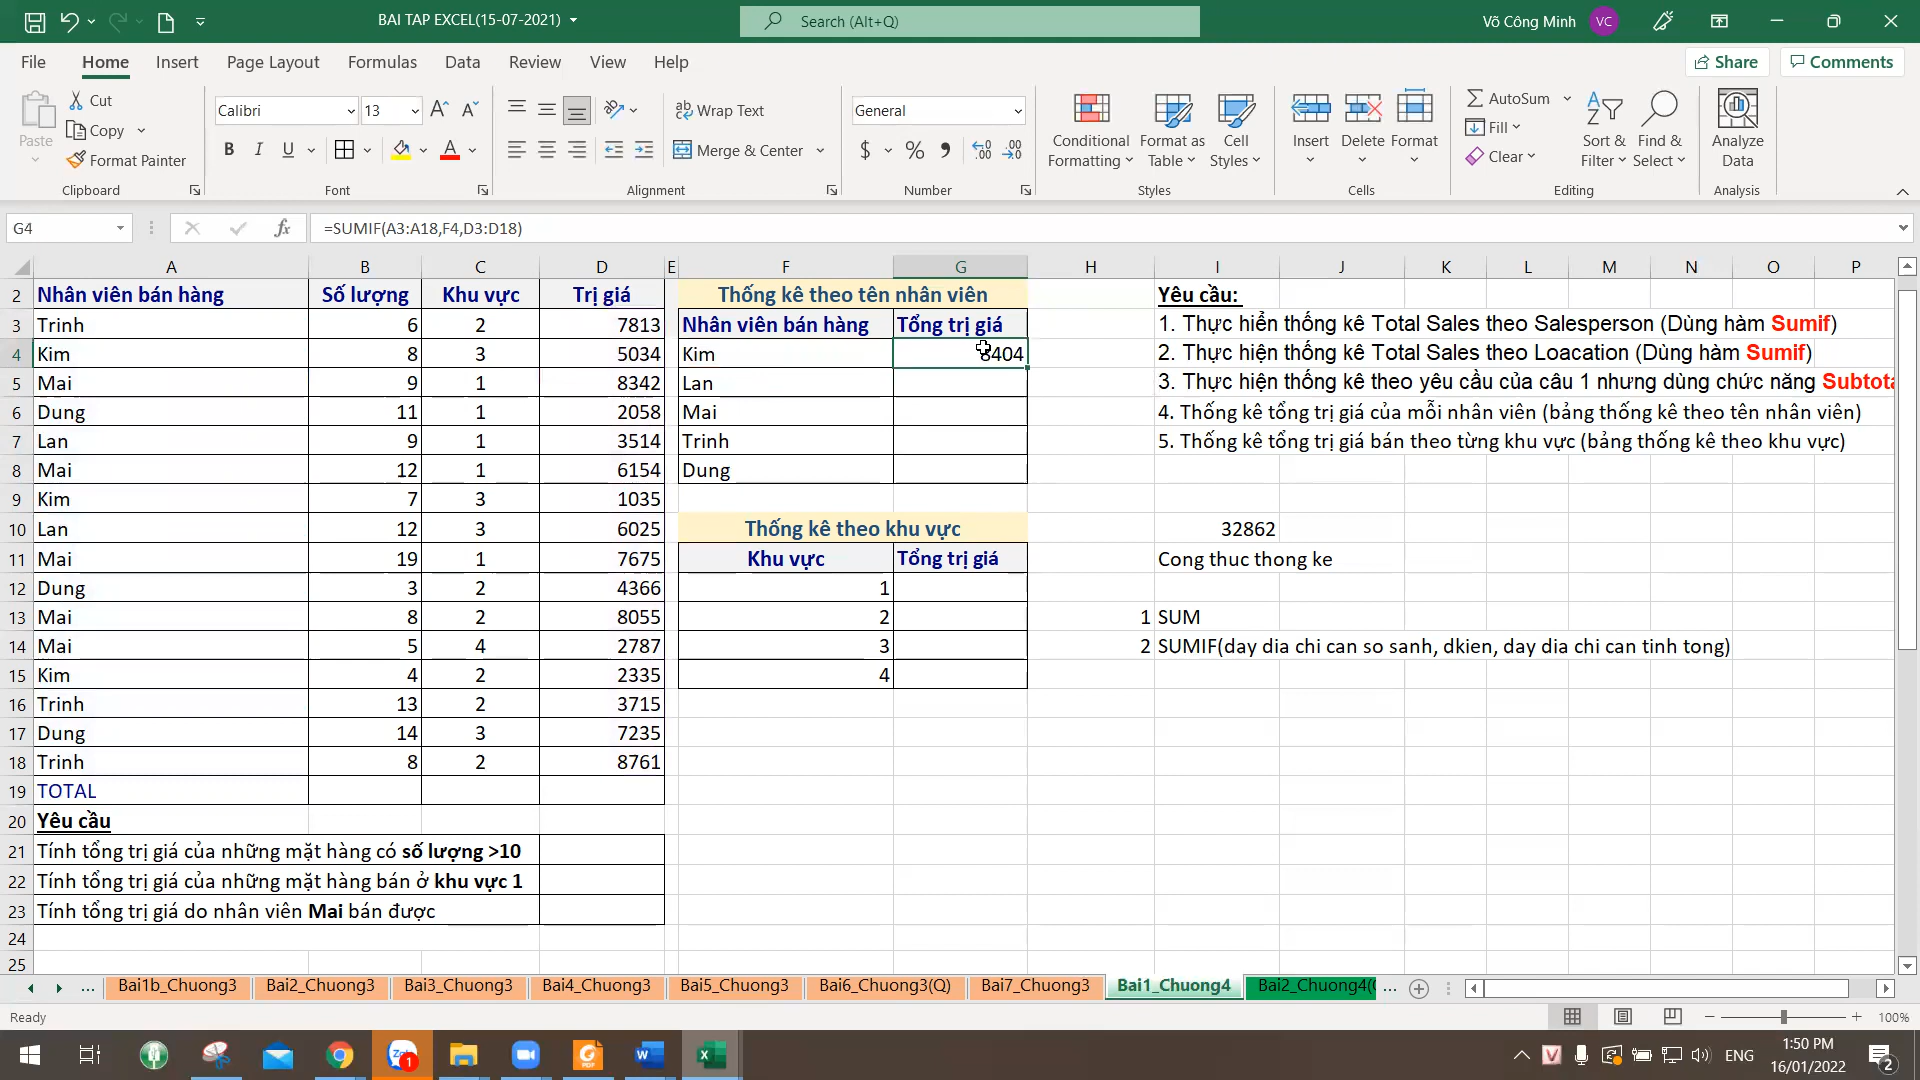 BAI TAP EXCEL(15-07-2021)
Search (Alt+Q)
Võ Công Minh VC
File Home Insert Page Layout Formulas Data Review View Help Share Comments
Paste Cut Copy Format Painter Clipboard
Calibri 13 B I U Font
Wrap Text Merge & Center Alignment
General $ % Number
Conditional Formatting Format as Table Cell Styles Styles
Insert Delete Format Cells
AutoSum Fill Clear Sort & Filter Find & Select Editing
Analyze Data Analysis
G4 fx =SUMIF(A3:A18,F4,D3:D18)
A B C D E F G H I J K L M N O P
2 Nhân viên bán hàng Số lượng Khu vực Trị giá Thống kê theo tên nhân viên Yêu cầu:
3 Trinh 6 2 7813 Nhân viên bán hàng Tổng trị giá 1. Thực hiển thống kê Total Sales theo Salesperson (Dùng hàm Sumif)
4 Kim 8 3 5034 Kim 8404 2. Thực hiện thống kê Total Sales theo Loacation (Dùng hàm Sumif)
5 Mai 9 1 8342 Lan 3. Thực hiện thống kê theo yêu cầu của câu 1 nhưng dùng chức năng
6 Dung 11 1 2058 Mai 4. Thống kê tổng trị giá của mỗi nhân viên (bảng thống kê theo tên nhân viên)
7 Lan 9 1 3514 Trinh 5. Thống kê tổng trị giá bán theo từng khu vực (bảng thống kê theo khu vực)
8 Mai 12 1 6154 Dung
9 Kim 7 3 1035
10 Lan 12 3 6025 Thống kê theo khu vực 32862
11 Mai 19 1 7675 Khu vực Tổng trị giá Cong thuc thong ke
12 Dung 3 2 4366 1
13 Mai 8 2 8055 2 1 SUM
14 Mai 5 4 2787 3 2 SUMIF(day dia chi can so sanh, dkien, day dia chi can tinh tong)
15 Kim 4 2 2335 4
16 Trinh 13 2 3715
17 Dung 14 3 7235
18 Trinh 8 2 8761
19 TOTAL
20 Yêu cầu
21 Tính tổng trị giá của những mặt hàng có số lượng >10
22 Tính tổng trị giá của những mặt hàng bán ở khu vực 1
23 Tính tổng trị giá do nhân viên Mai bán được
24
25
... Bai1b_Chuong3 Bai2_Chuong3 Bai3_Chuong3 Bai4_Chuong3 Bai5_Chuong3 Bai6_Chuong3(Q) Bai7_Chuong3 Bai1_Chuong4 Bai2_Chuong4( ...
Ready 100%
1:50 PM
ENG
16/01/2022
2